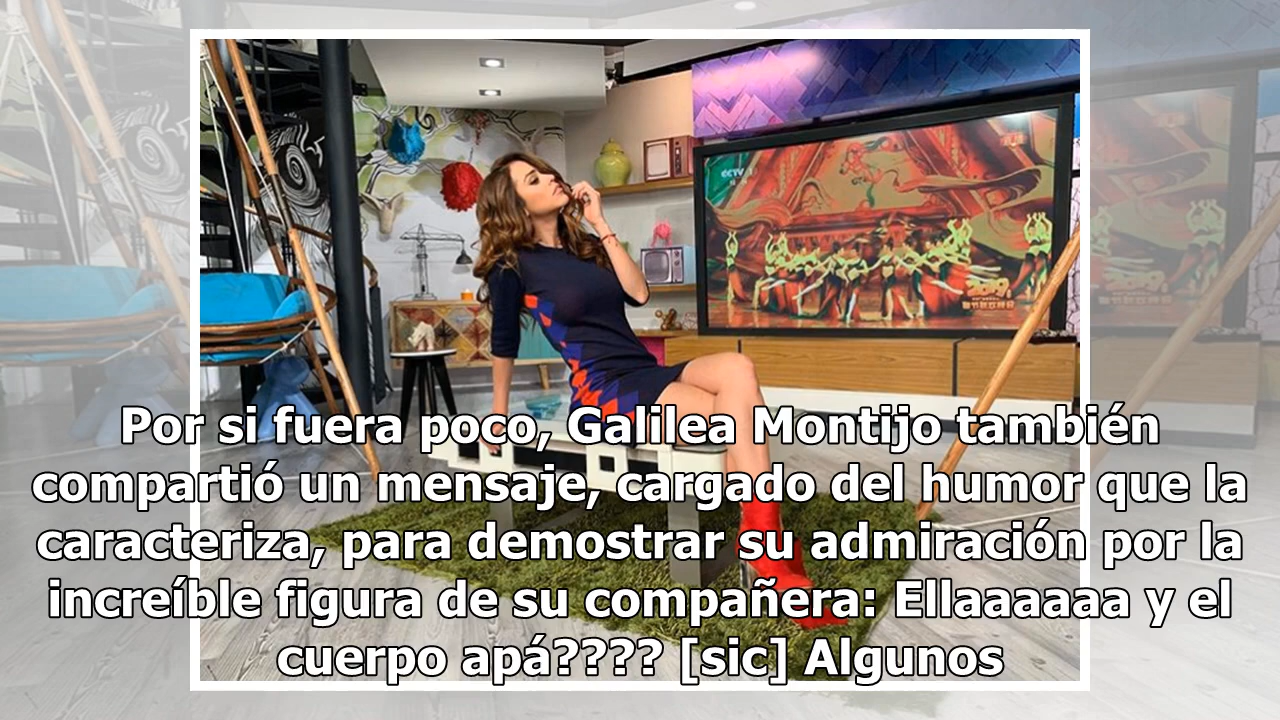 CCTV
Por si fuera poco, Galilea Montijo también
compartió un mensaje, cargado del humor que la
caracteriza, para demostrar su admiración por la
increíble figura de su compañera: Ellaaaaaa y el
cuerpo apá???? [sic] Algunos